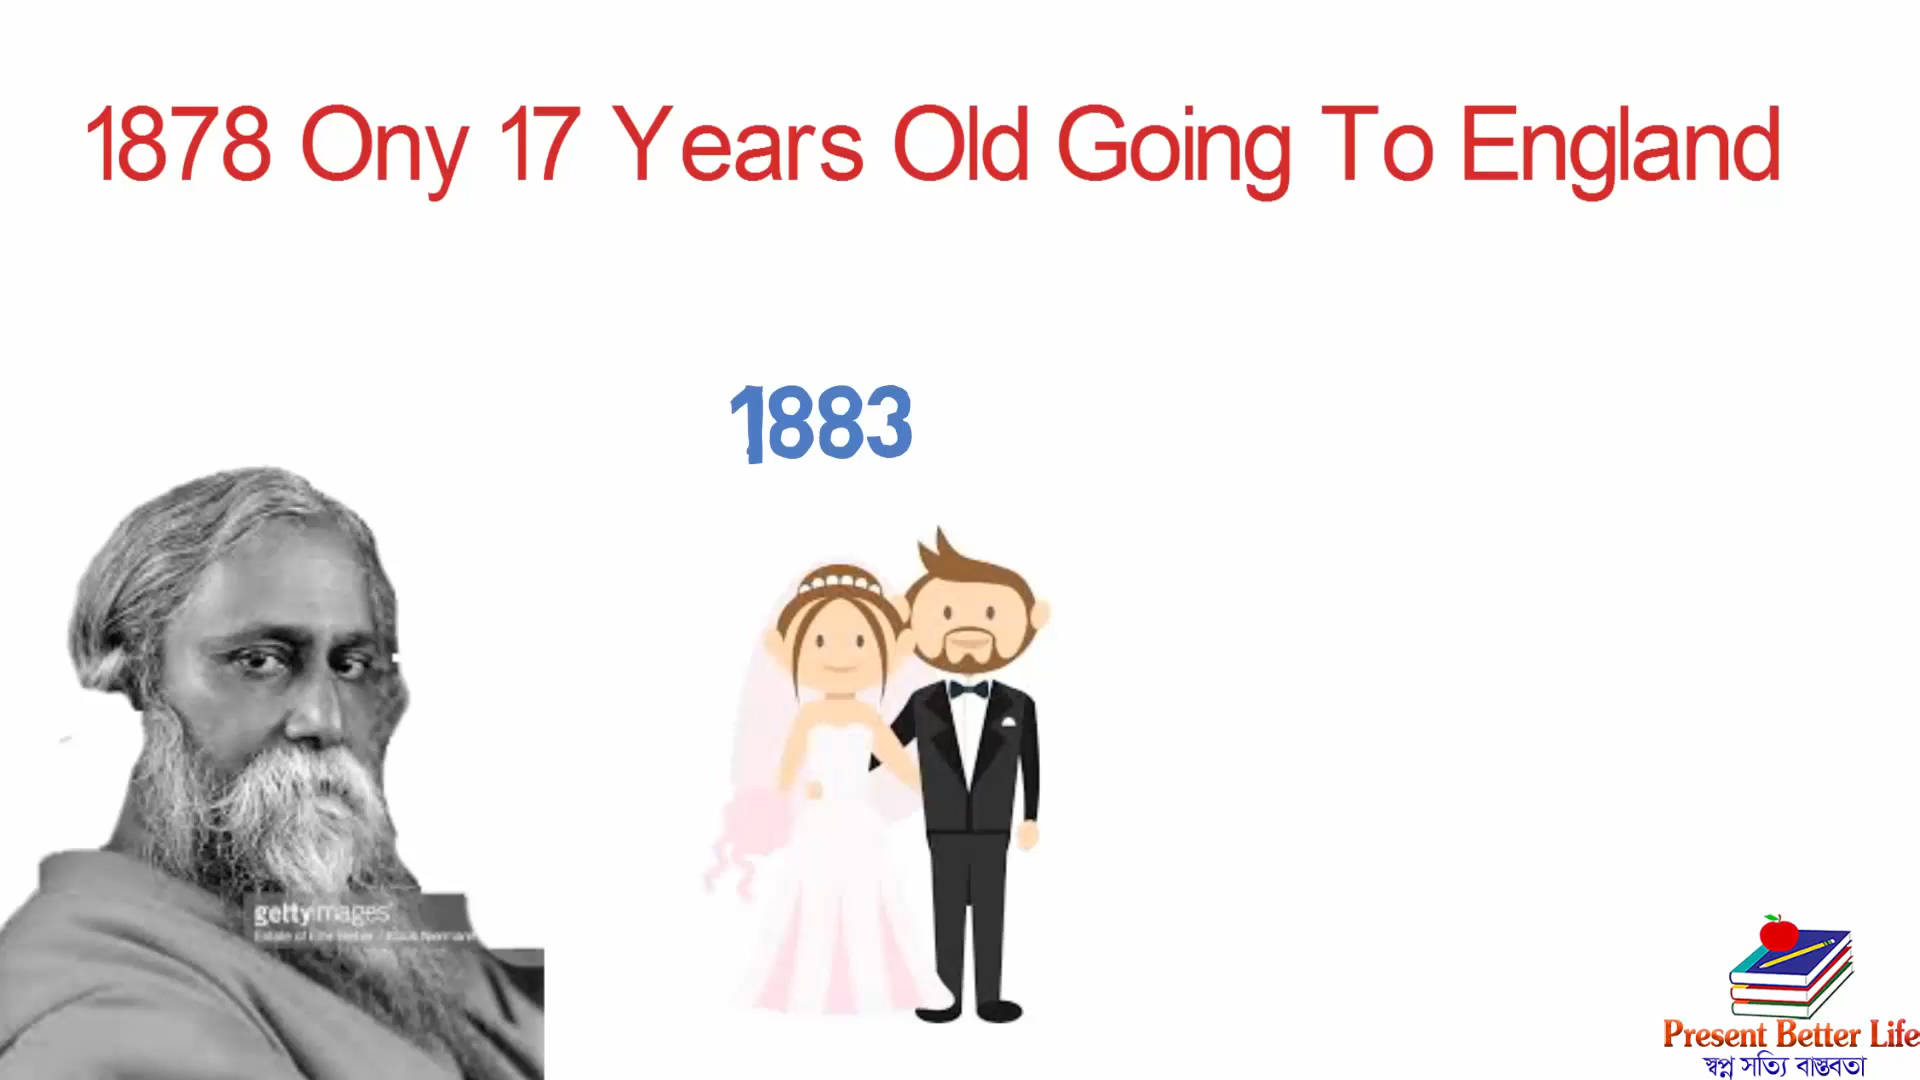 1878 Ony 17 Years Old Going To England
1883
gettyimages
Present Better Life
স্বপ্ন সত্যি বাস্তবতা